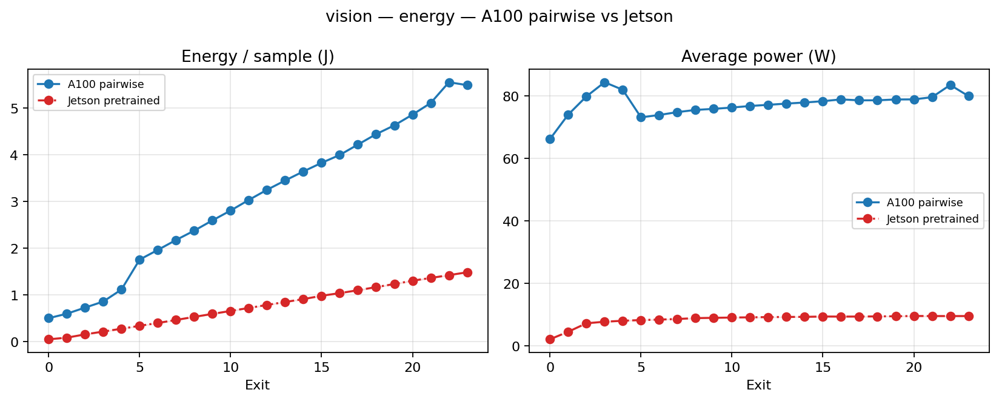 vision — energy — A100 pairwise vs Jetson
Energy / sample (J)
A100 pairwise
Jetson pretrained
5
4
3
2
1
0
0 5 10 15 20
Exit
Average power (W)
80
60
40
20
0
A100 pairwise
Jetson pretrained
0 5 10 15 20
Exit